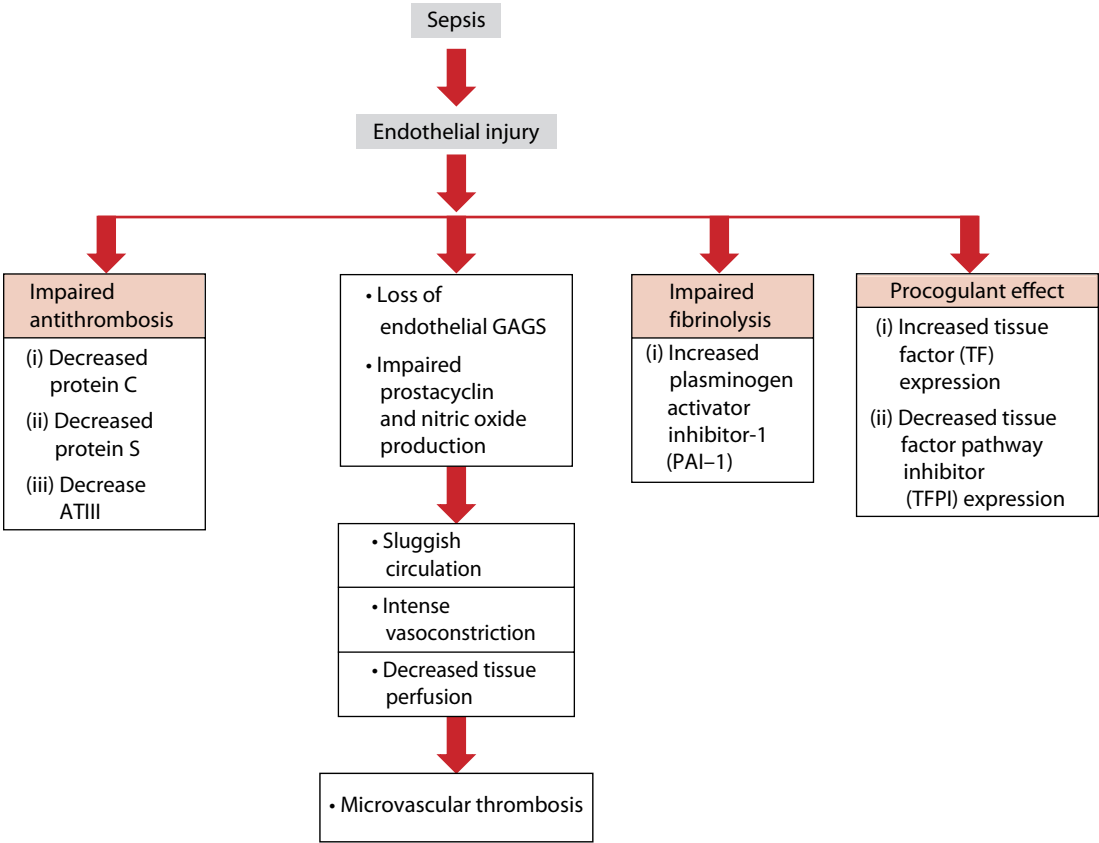 Sepsis
Endothelial injury
Impaired
antithrombosis
(i) Decreased
protein C
(ii) Decreased
protein S
(iii) Decrease
ATIII
• Loss of
endothelial GAGS
• Impaired
prostacyclin
and nitric oxide
production
• Sluggish
circulation
• Intense
vasoconstriction
• Decreased tissue
perfusion
• Microvascular thrombosis
Impaired
fibrinolysis
(i) Increased
plasminogen
activator
inhibitor-1
(PAI–1)
Procogulant effect
(i) Increased tissue
factor (TF)
expression
(ii) Decreased tissue
factor pathway
inhibitor
(TFPI) expression